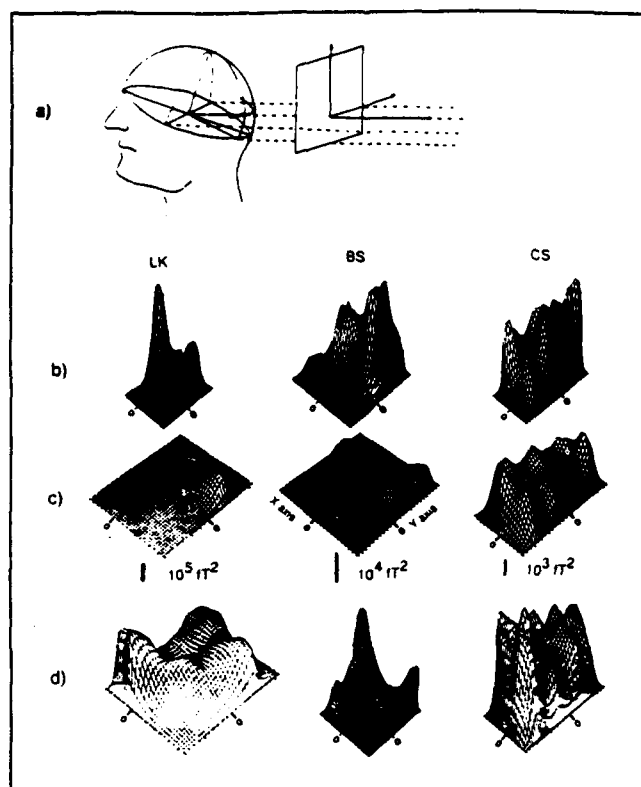 a)
LK BS CS
b)
o o o o o o
c)
o o X axis o Y axis o o
10⁵ fT² 10⁴ fT² 10³ fT²
d)
o o o o o o